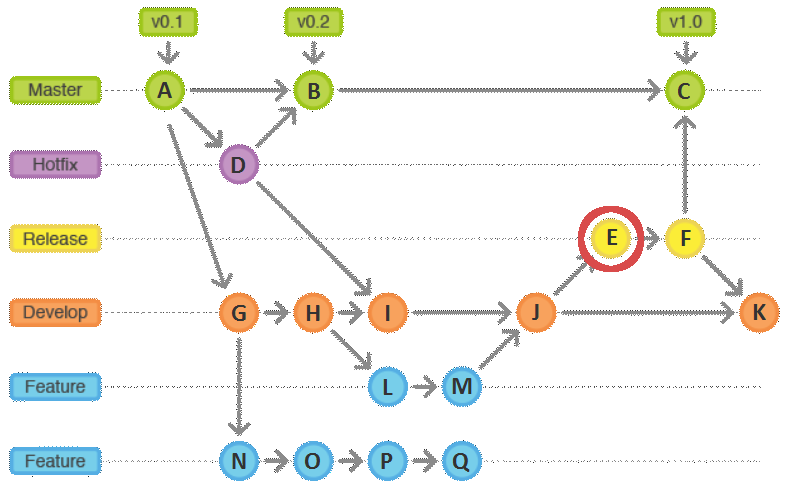 v0.1 v0.2 v1.0
Master A B C
Hotfix D
Release E F
Develop G H I J K
Feature L M
Feature N O P Q